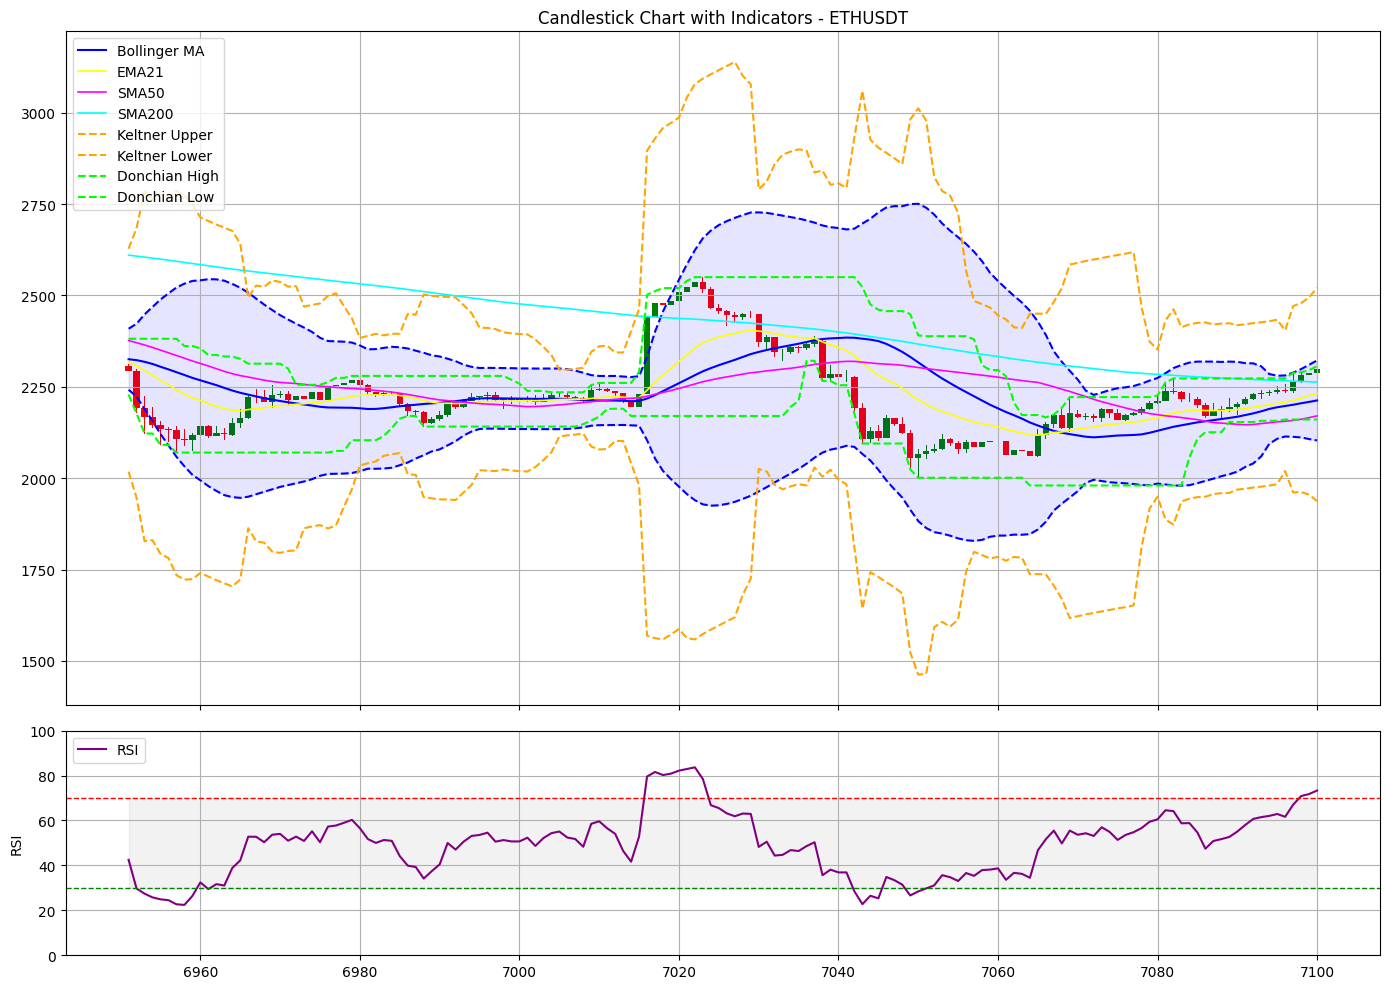 Candlestick Chart with Indicators - ETHUSDT
Bollinger MA
EMA21
SMA50
SMA200
Keltner Upper
Keltner Lower
Donchian High
Donchian Low
3000
2750
2500
2250
2000
1750
1500
RSI
100
80
60
40
20
0
RSI
6960 6980 7000 7020 7040 7060 7080 7100